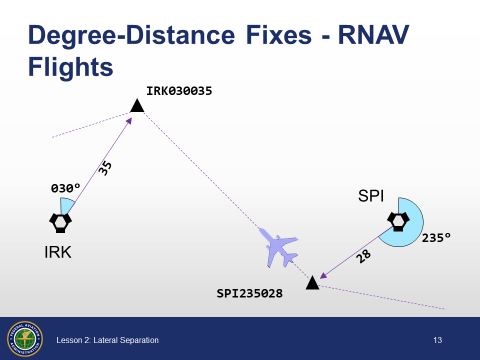 Degree-Distance Fixes - RNAV
Flights
IRK030035
35
030°
SPI
IRK
235°
28
SPI235028
Lesson 2: Lateral Separation
13